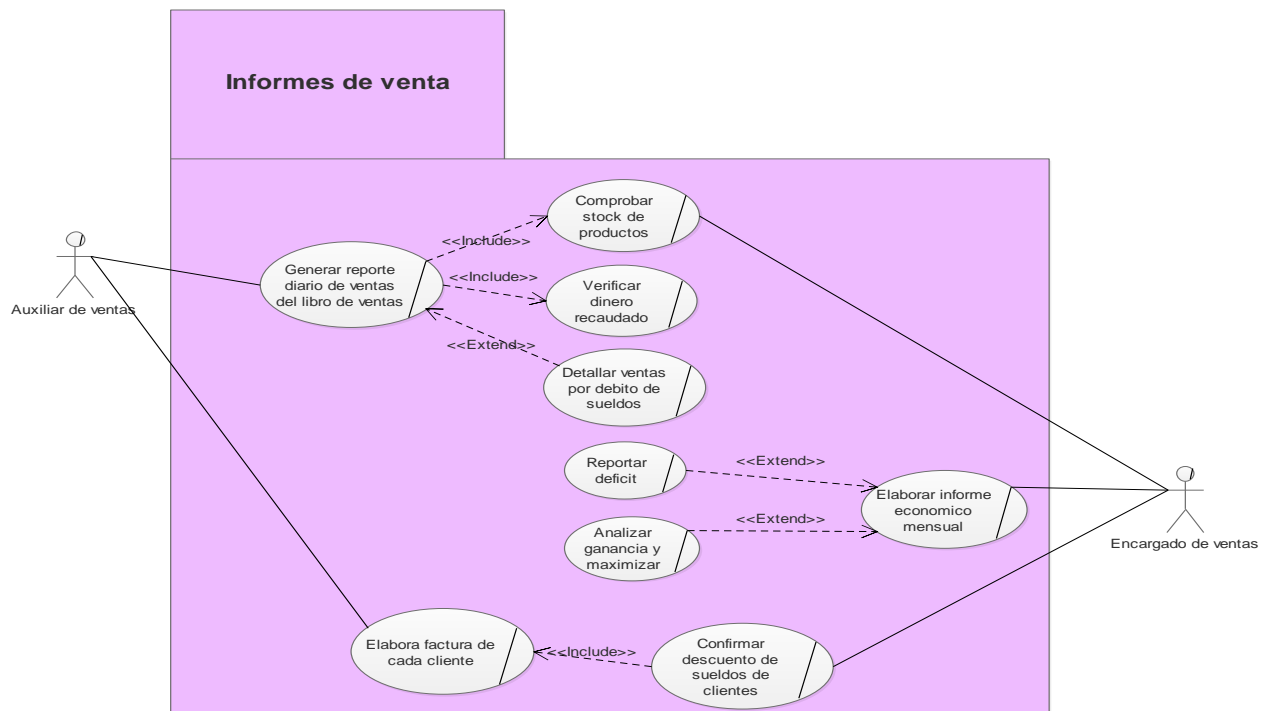 Informes de venta
Comprobar
stock de
productos
<<Include>>
Generar reporte
diario de ventas
del libro de ventas
<<Include>>
Verificar
dinero
recaudado
Auxiliar de ventas
<<Extend>>
Detallar ventas
por debito de
sueldos
Reportar
deficit
<<Extend>>
Elaborar informe
economico
mensual
<<Extend>>
Analizar
ganancia y
maximizar
Encargado de ventas
Elabora factura de
cada cliente
<<Include>>
Confirmar
descuento de
sueldos de
clientes